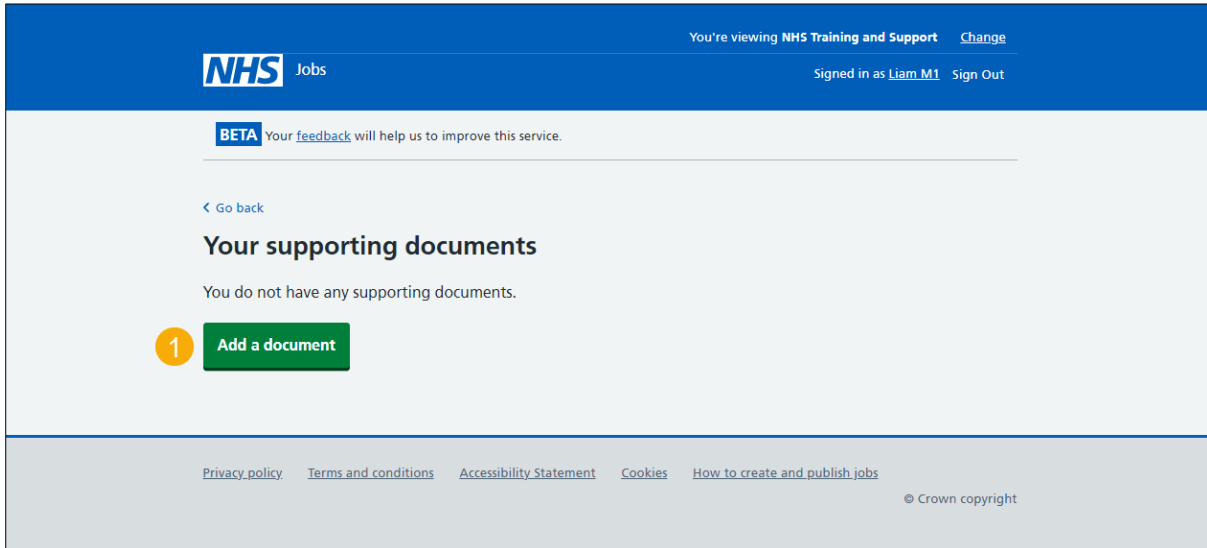 You're viewing NHS Training and Support Change
NHS Jobs
Signed in as Liam M1 Sign Out
BETA Your feedback will help us to improve this service.
Go back
Your supporting documents
You do not have any supporting documents.
1 Add a document
Privacy policy Terms and conditions Accessibility Statement Cookies How to create and publish jobs
© Crown copyright